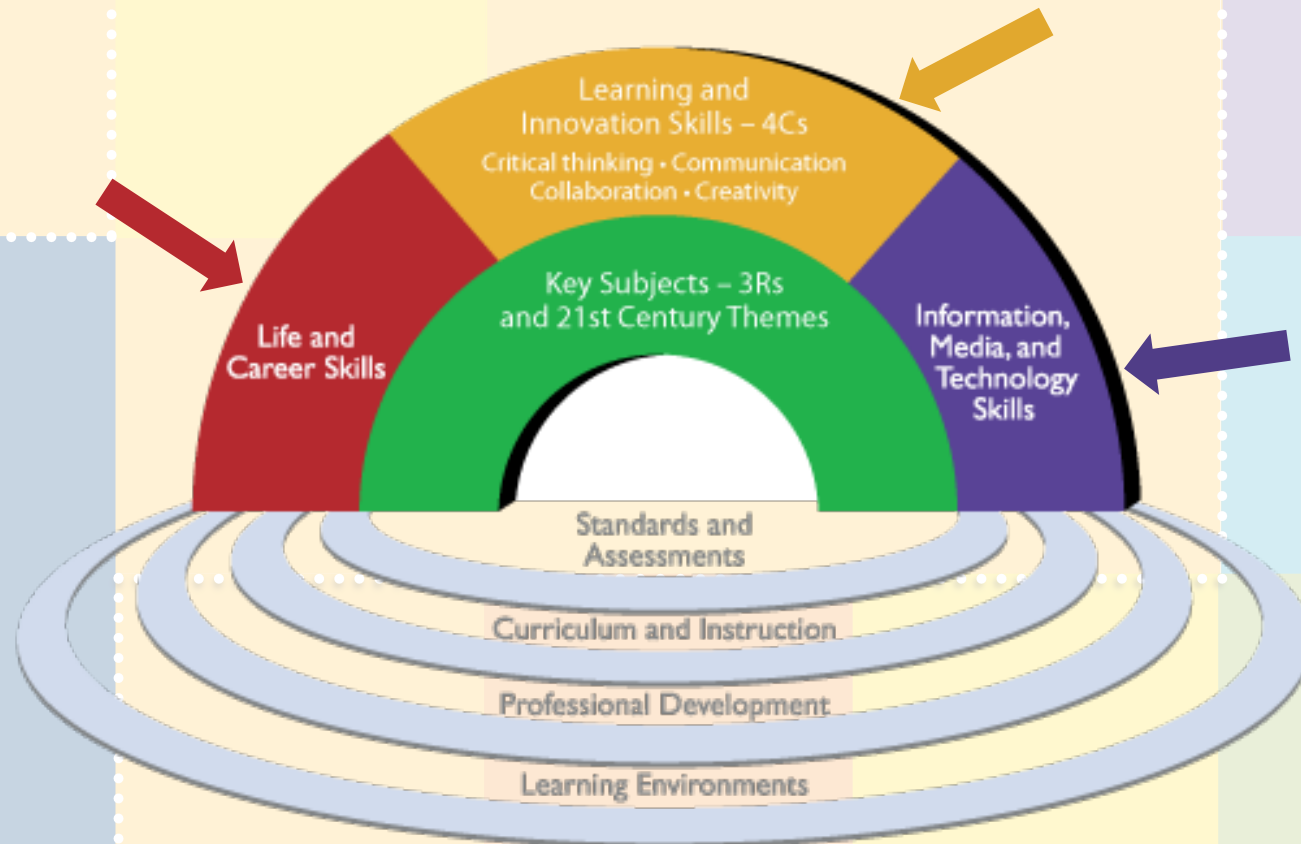 Learning and
Innovation Skills – 4Cs
Critical thinking • Communication
Collaboration • Creativity
Key Subjects – 3Rs
and 21st Century Themes
Life and
Career Skills
Information,
Media, and
Technology
Skills
Standards and
Assessments
Curriculum and Instruction
Professional Development
Learning Environments